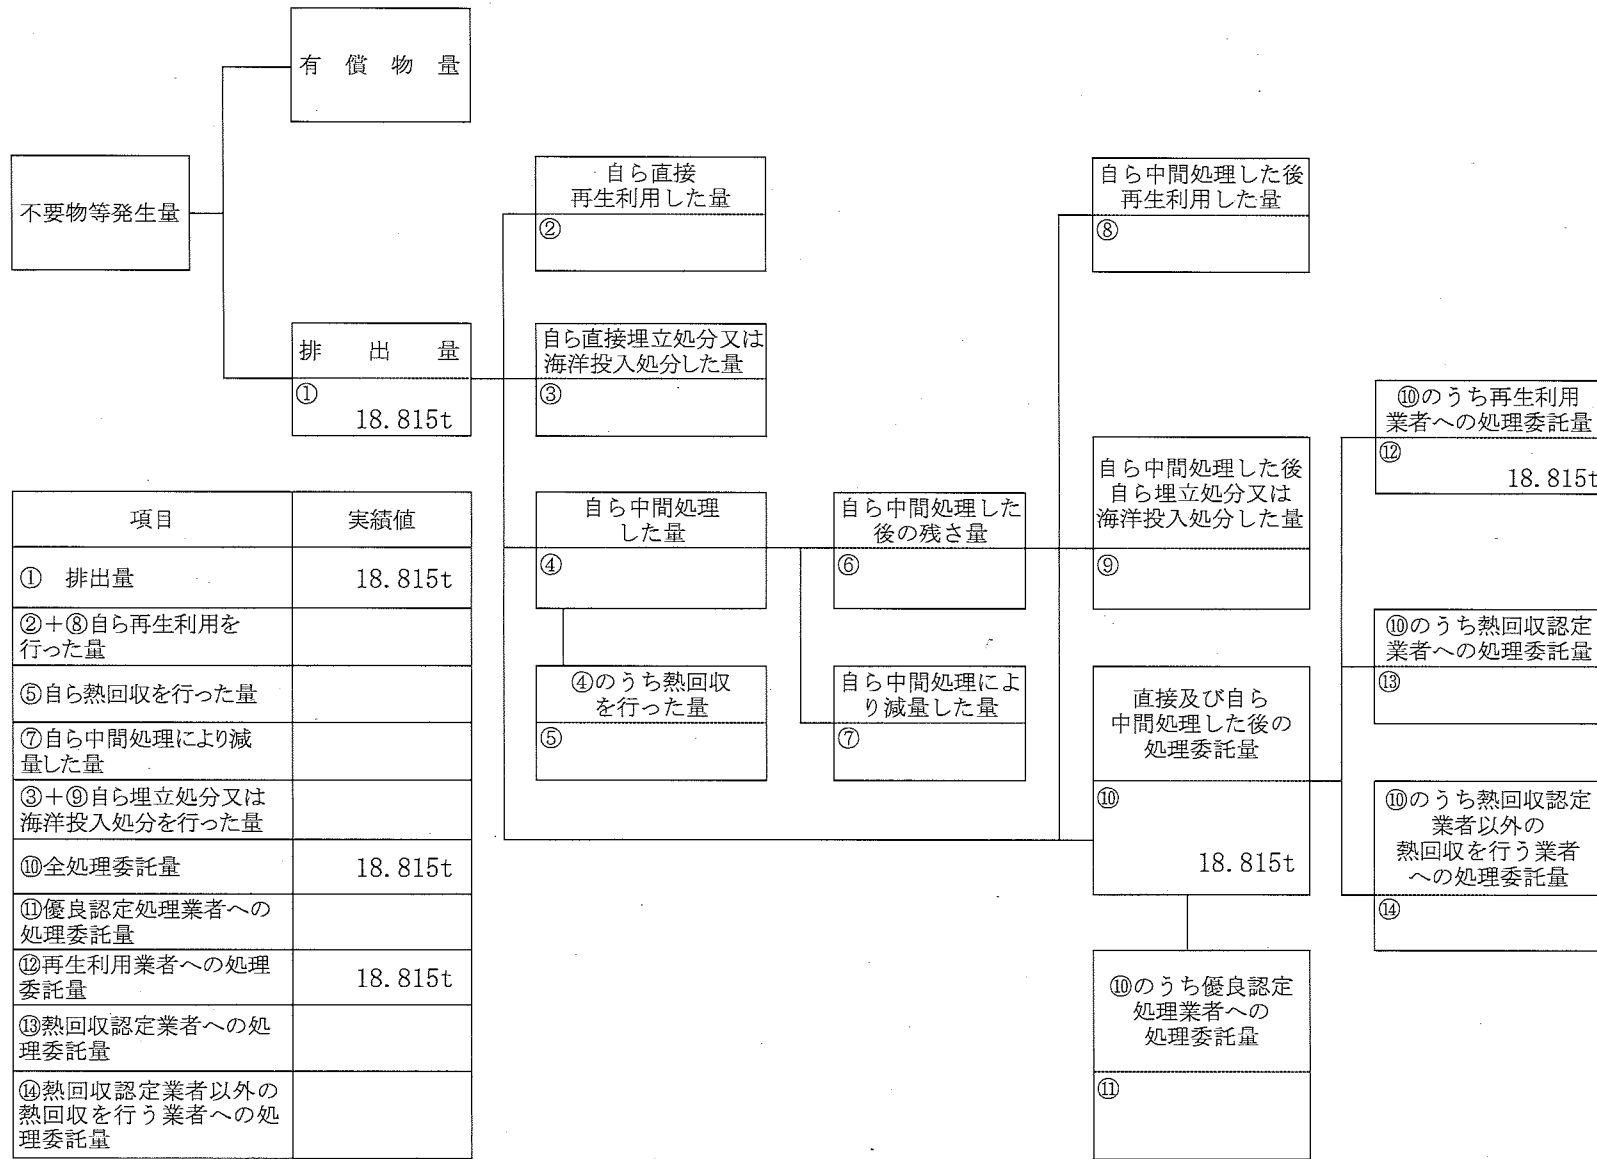 有償物量
不要物等発生量
排出量
①
18.815t
自ら直接
再生利用した量
②
自ら直接埋立処分又は
海洋投入処分した量
③
自ら中間処理
した量
④
④のうち熱回収
を行った量
⑤
自ら中間処理した
後の残さ量
⑥
自ら中間処理によ
り減量した量
⑦
自ら中間処理した後
再生利用した量
⑧
自ら中間処理した後
自ら埋立処分又は
海洋投入処分した量
⑨
直接及び自ら
中間処理した後の
処理委託量
⑩
18.815t
⑩のうち優良認定
処理業者への
処理委託量
⑪
⑩のうち再生利用
業者への処理委託量
⑫
18.815t
⑩のうち熱回収認定
業者への処理委託量
⑬
⑩のうち熱回収認定
業者以外の
熱回収を行う業者
への処理委託量
⑭
項目 実績値
① 排出量 18.815t
②+⑧自ら再生利用を
行った量
⑤自ら熱回収を行った量
⑦自ら中間処理により減
量した量
③+⑨自ら埋立処分又は
海洋投入処分を行った量
⑩全処理委託量 18.815t
⑪優良認定処理業者への
処理委託量
⑫再生利用業者への処理
委託量 18.815t
⑬熱回収認定業者への処
理委託量
⑭熱回収認定業者以外の
熱回収を行う業者への処
理委託量